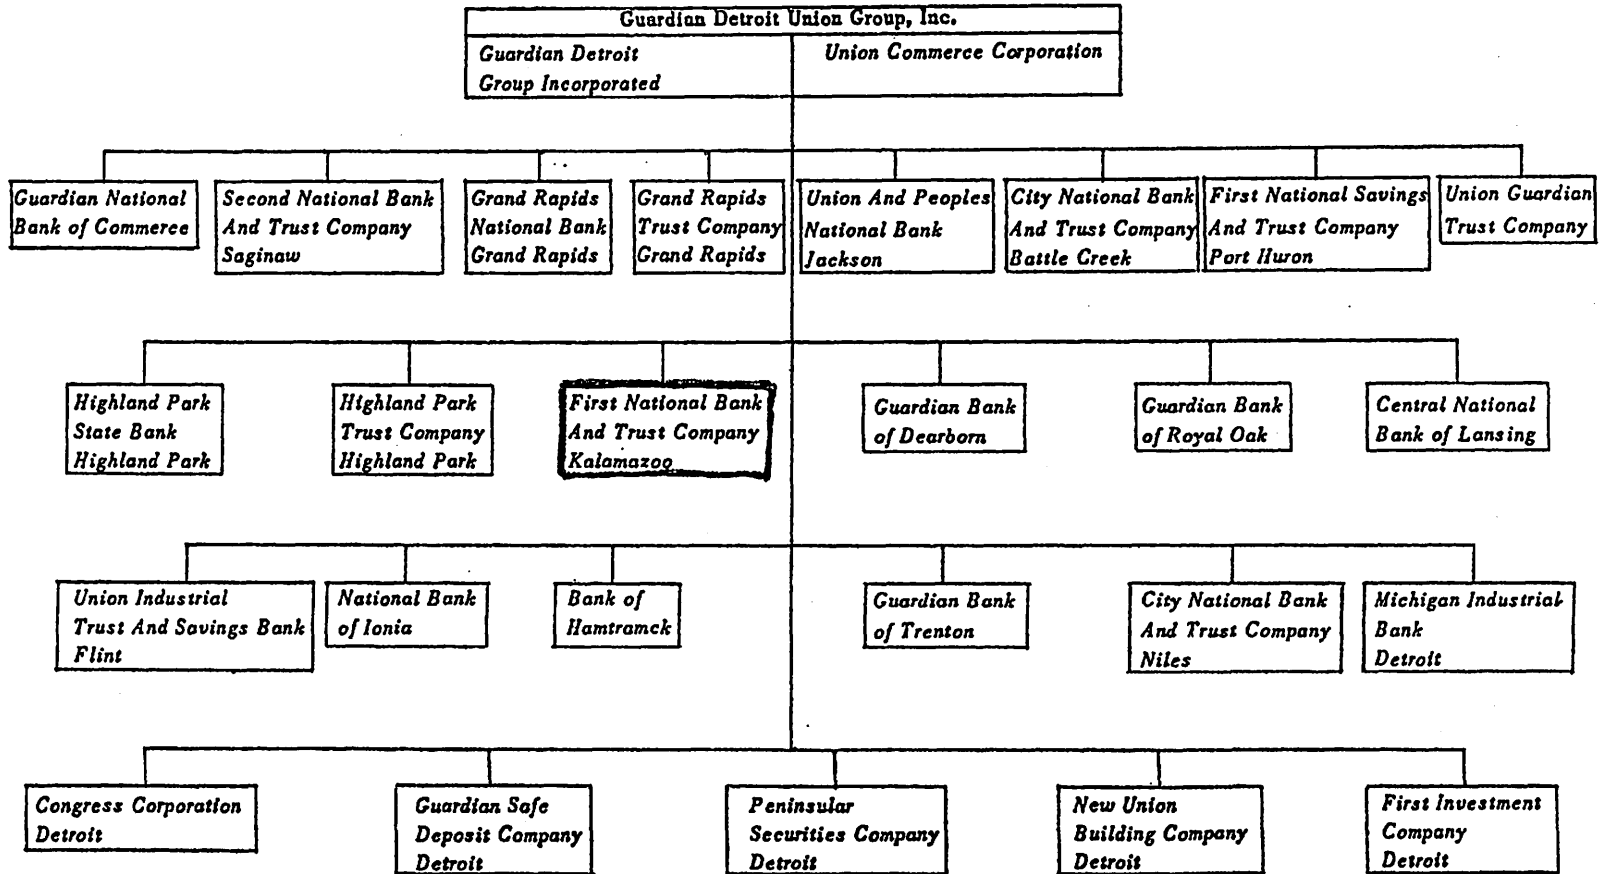 Guardian Detroit Union Group, Inc.
Guardian Detroit
Group Incorporated
Union Commerce Corporation
Guardian National
Bank of Commerce
Second National Bank
And Trust Company
Saginaw
Grand Rapids
National Bank
Grand Rapids
Grand Rapids
Trust Company
Grand Rapids
Union And Peoples
National Bank
Jackson
City National Bank
And Trust Company
Battle Creek
First National Savings
And Trust Company
Port Huron
Union Guardian
Trust Company
Highland Park
State Bank
Highland Park
Highland Park
Trust Company
Highland Park
First National Bank
And Trust Company
Kalamazoo
Guardian Bank
of Dearborn
Guardian Bank
of Royal Oak
Central National
Bank of Lansing
Union Industrial
Trust And Savings Bank
Flint
National Bank
of Ionia
Bank of
Hamtramck
Guardian Bank
of Trenton
City National Bank
And Trust Company
Niles
Michigan Industrial
Bank
Detroit
Congress Corporation
Detroit
Guardian Safe
Deposit Company
Detroit
Peninsular
Securities Company
Detroit
New Union
Building Company
Detroit
First Investment
Company
Detroit